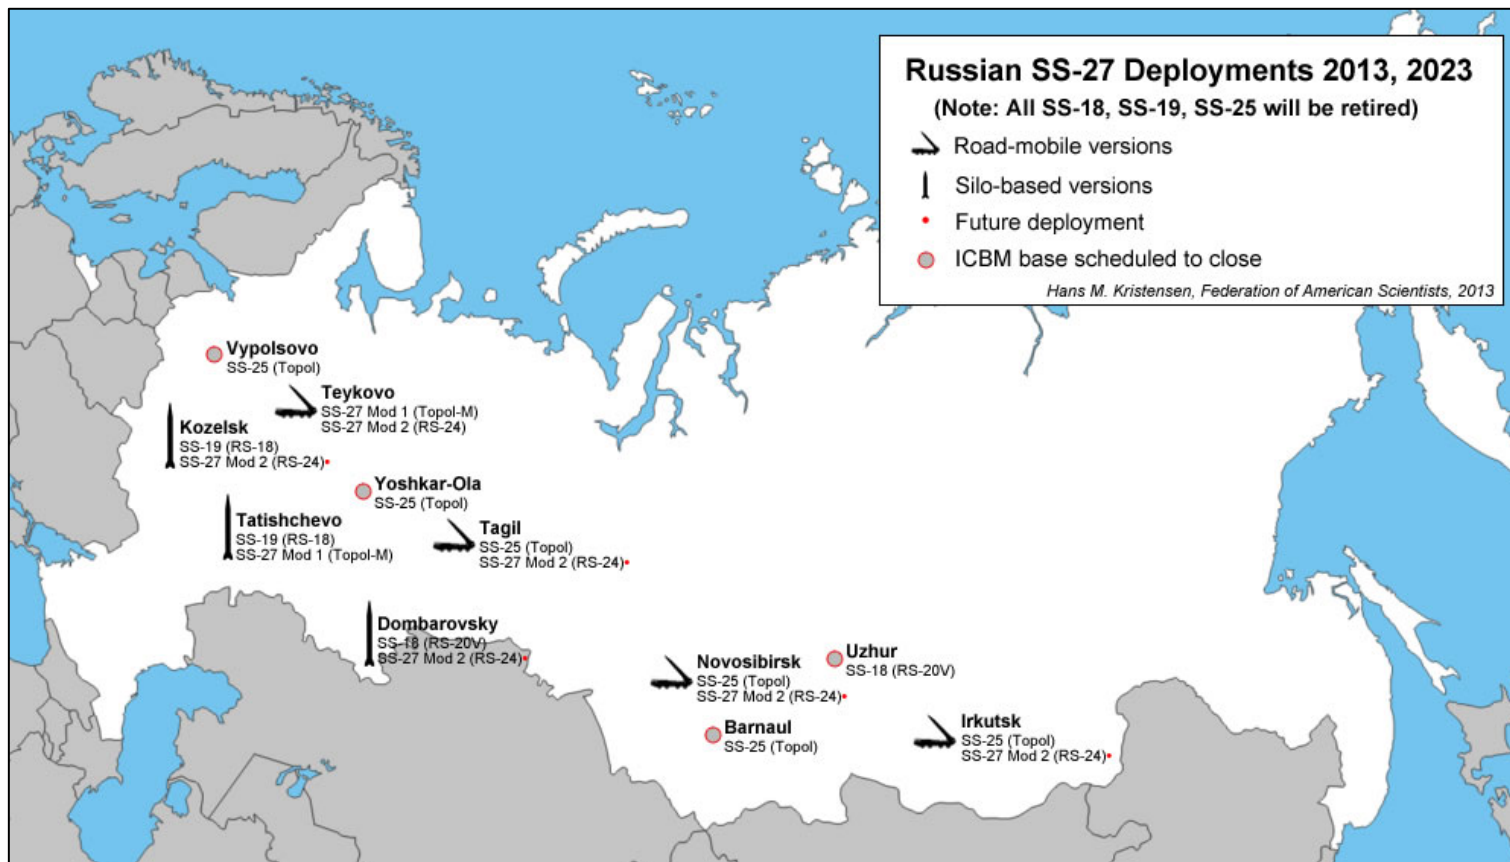 Russian SS-27 Deployments 2013, 2023
(Note: All SS-18, SS-19, SS-25 will be retired)
Road-mobile versions
Silo-based versions
Future deployment
ICBM base scheduled to close
Hans M. Kristensen, Federation of American Scientists, 2013
Vypolsovo
SS-25 (Topol)
Teykovo
SS-27 Mod 1 (Topol-M)
SS-27 Mod 2 (RS-24)
Kozelsk
SS-19 (RS-18)
SS-27 Mod 2 (RS-24)
Yoshkar-Ola
SS-25 (Topol)
Tatishchevo
SS-19 (RS-18)
SS-27 Mod 1 (Topol-M)
Tagil
SS-25 (Topol)
SS-27 Mod 2 (RS-24)
Dombarovsky
SS-18 (RS-20V)
SS-27 Mod 2 (RS-24)
Novosibirsk
SS-25 (Topol)
SS-27 Mod 2 (RS-24)
Uzhur
SS-18 (RS-20V)
Barnaul
SS-25 (Topol)
Irkutsk
SS-25 (Topol)
SS-27 Mod 2 (RS-24)